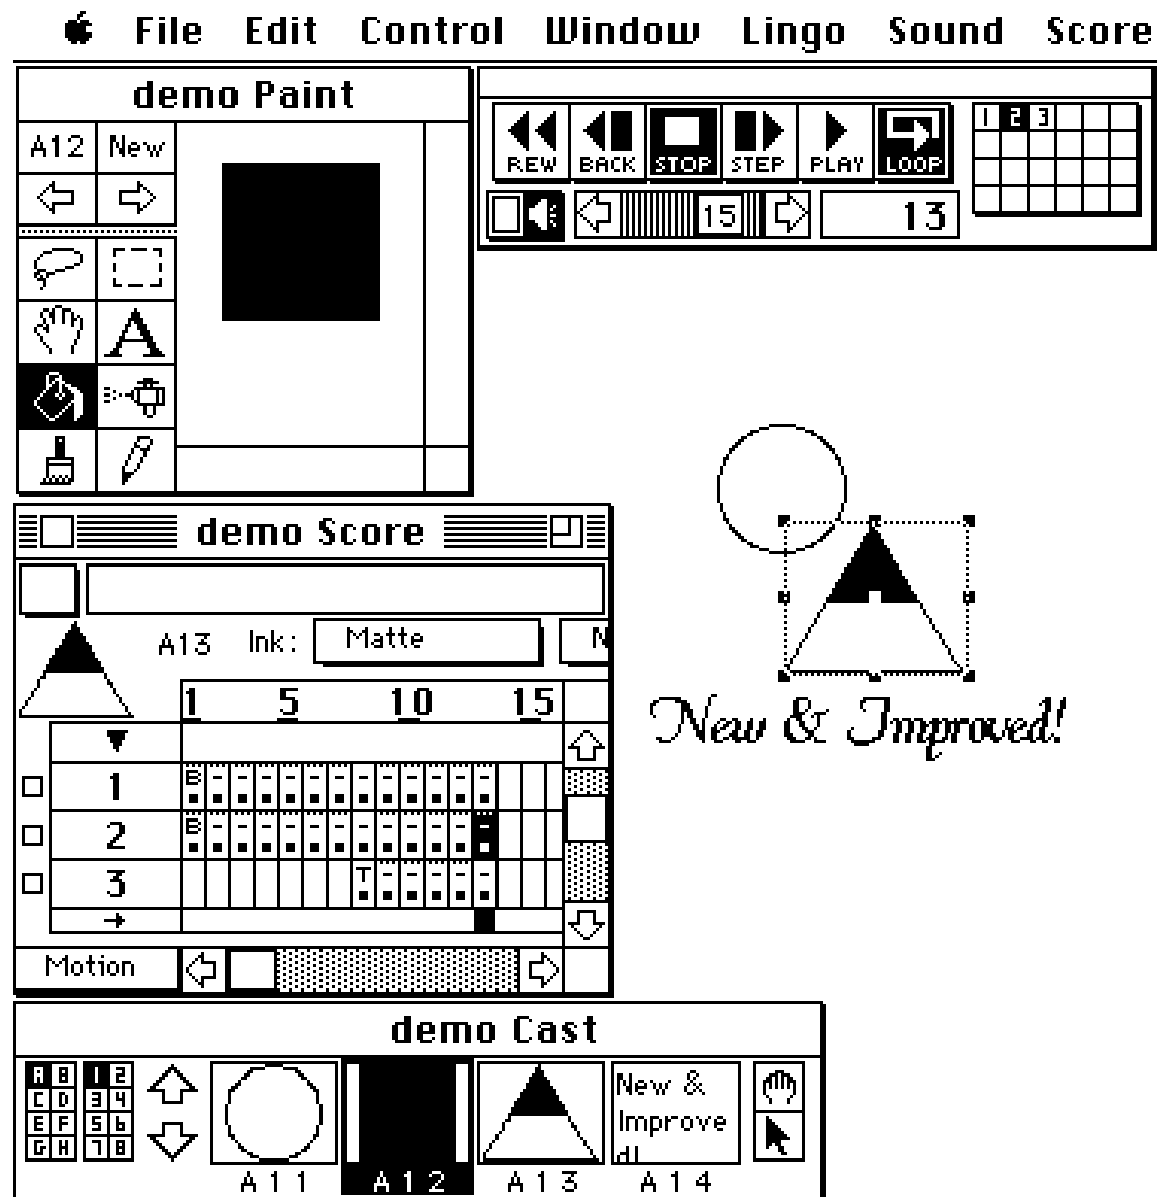 File Edit Control Window Lingo Sound Score
demo Paint
A12 New
A
REW BACK STOP STEP PLAY LOOP
1 2 3
15
13
demo Score
A13 Ink: Matte N
1 5 10 15
1 B
2 B
3 T
Motion
New & Improved!
demo Cast
A B 1 2
C D 3 4
E F 5 6
G H 7 8
New &
Improve
d!
A11 A12 A13 A14